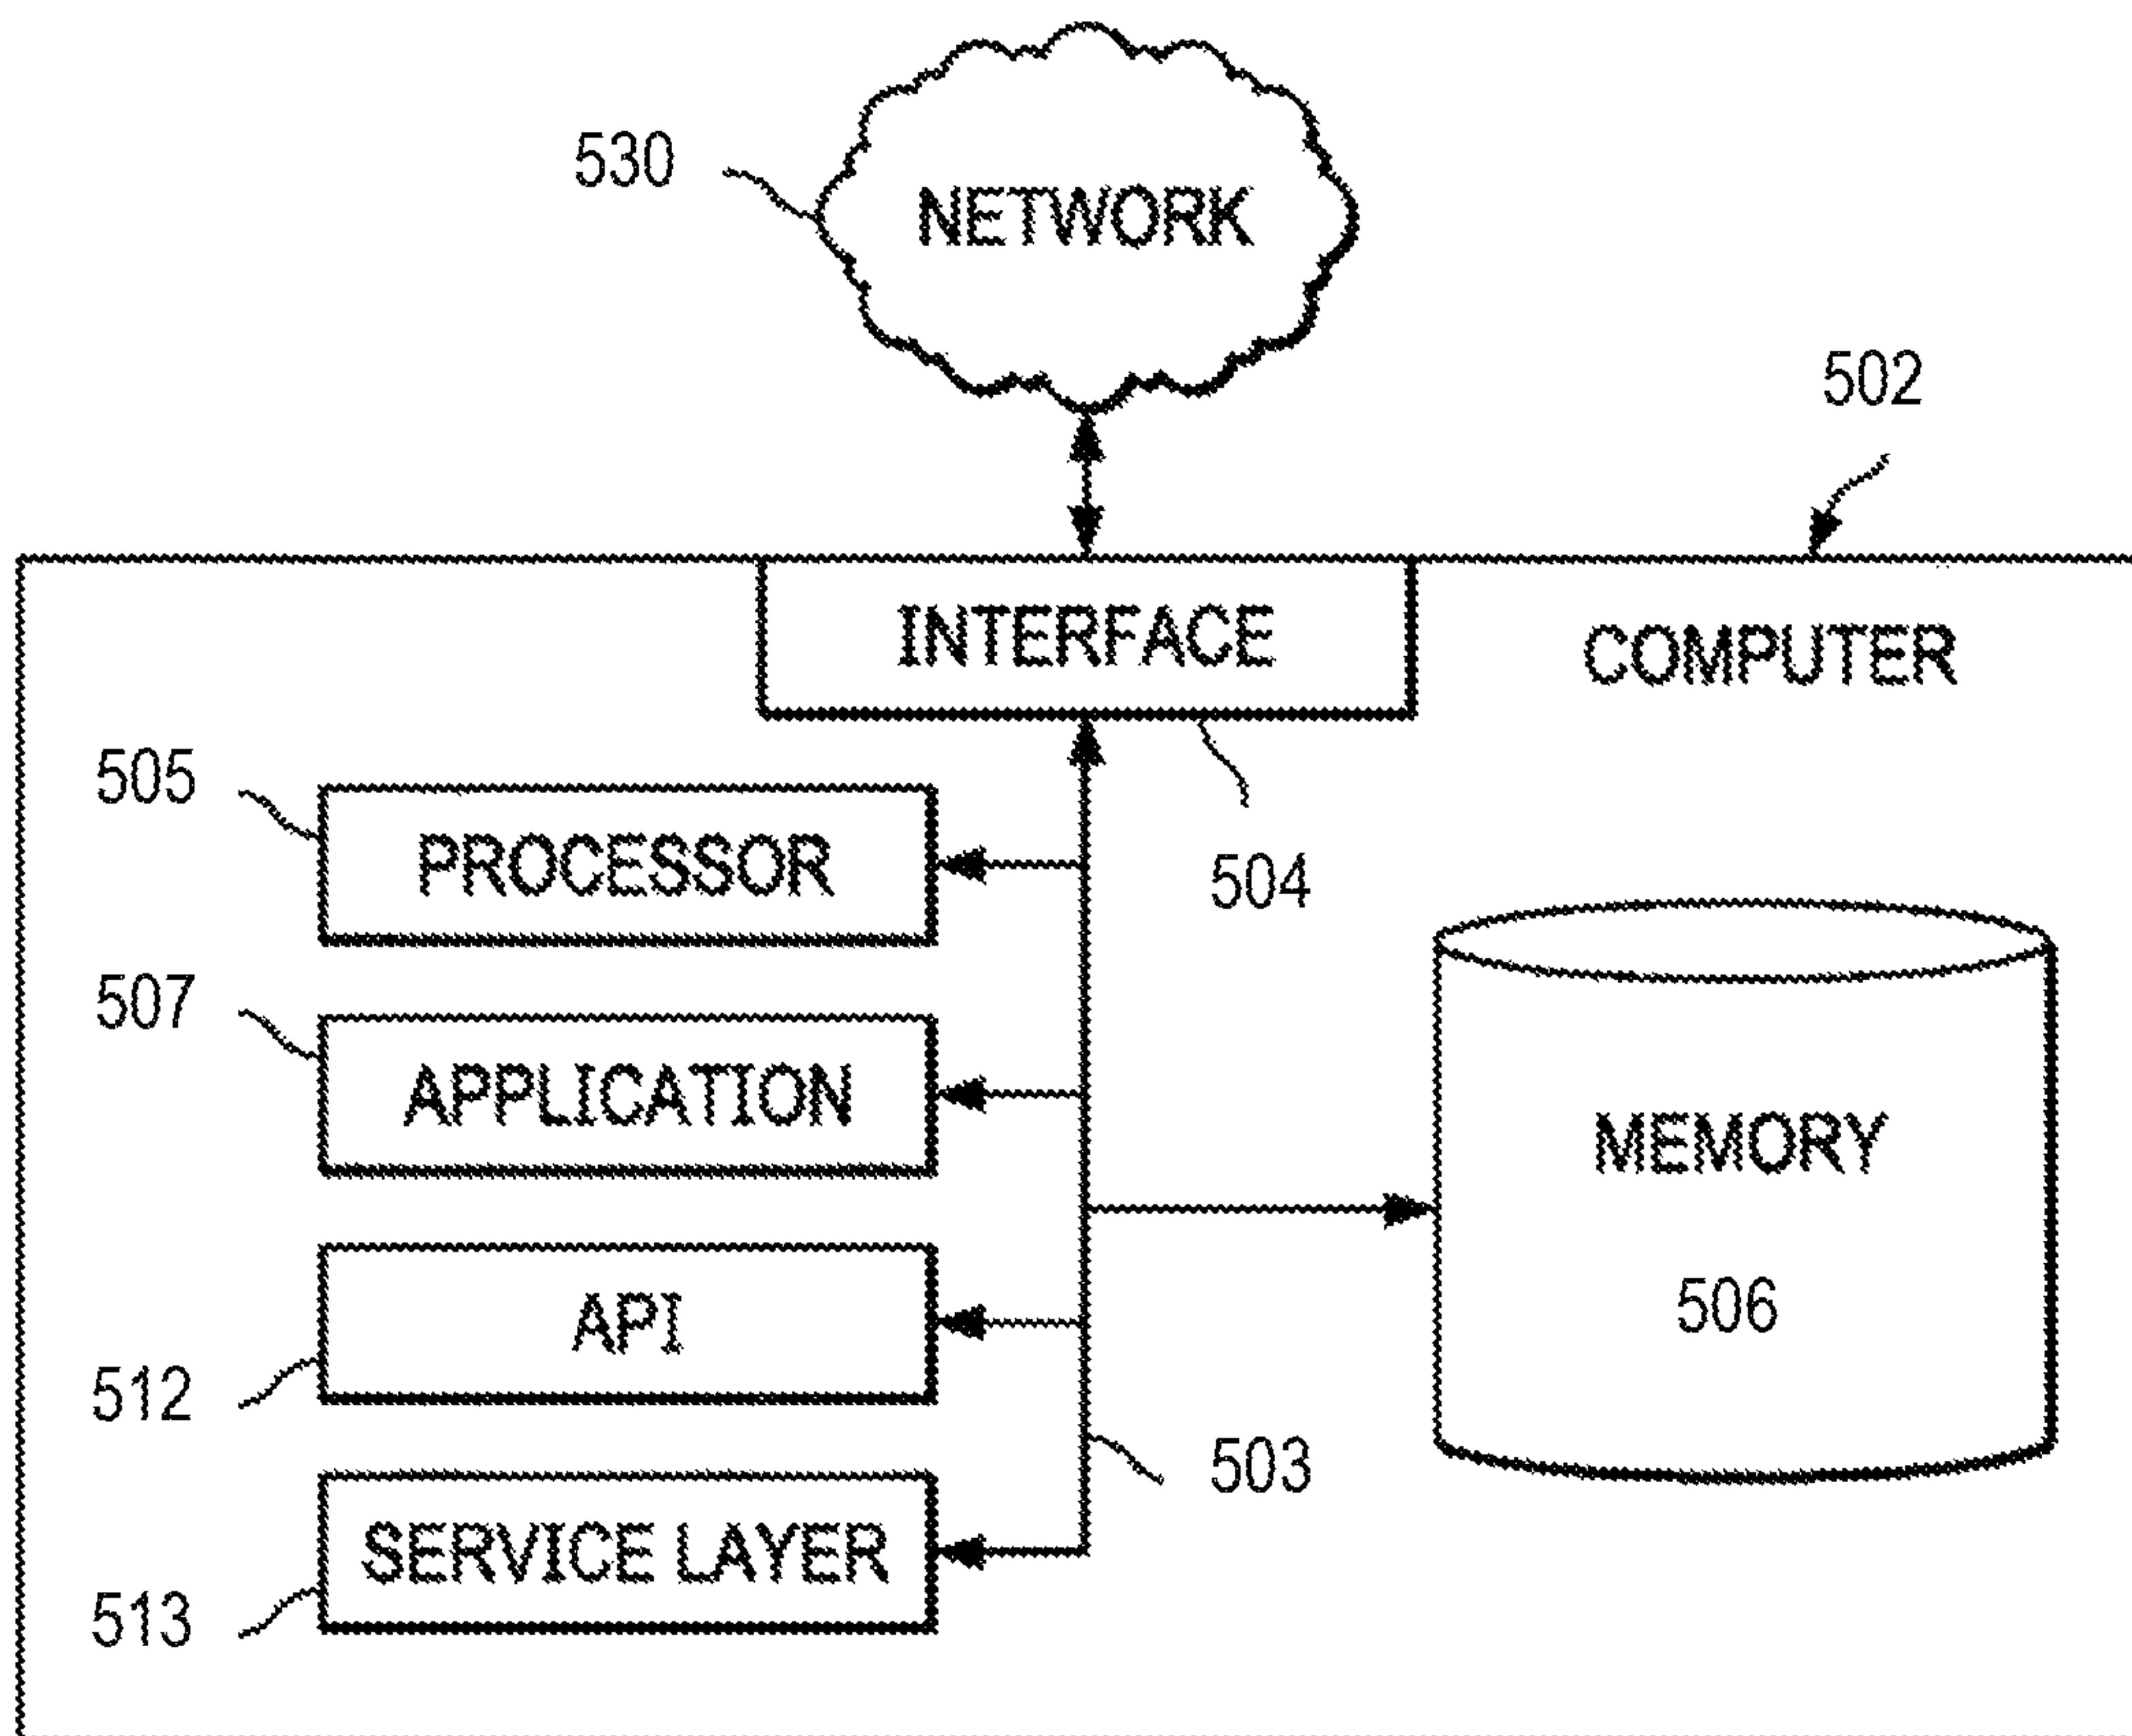 530
NETWORK
502
INTERFACE
COMPUTER
505
PROCESSOR
504
507
APPLICATION
MEMORY
506
API
512
503
SERVICE LAYER
513